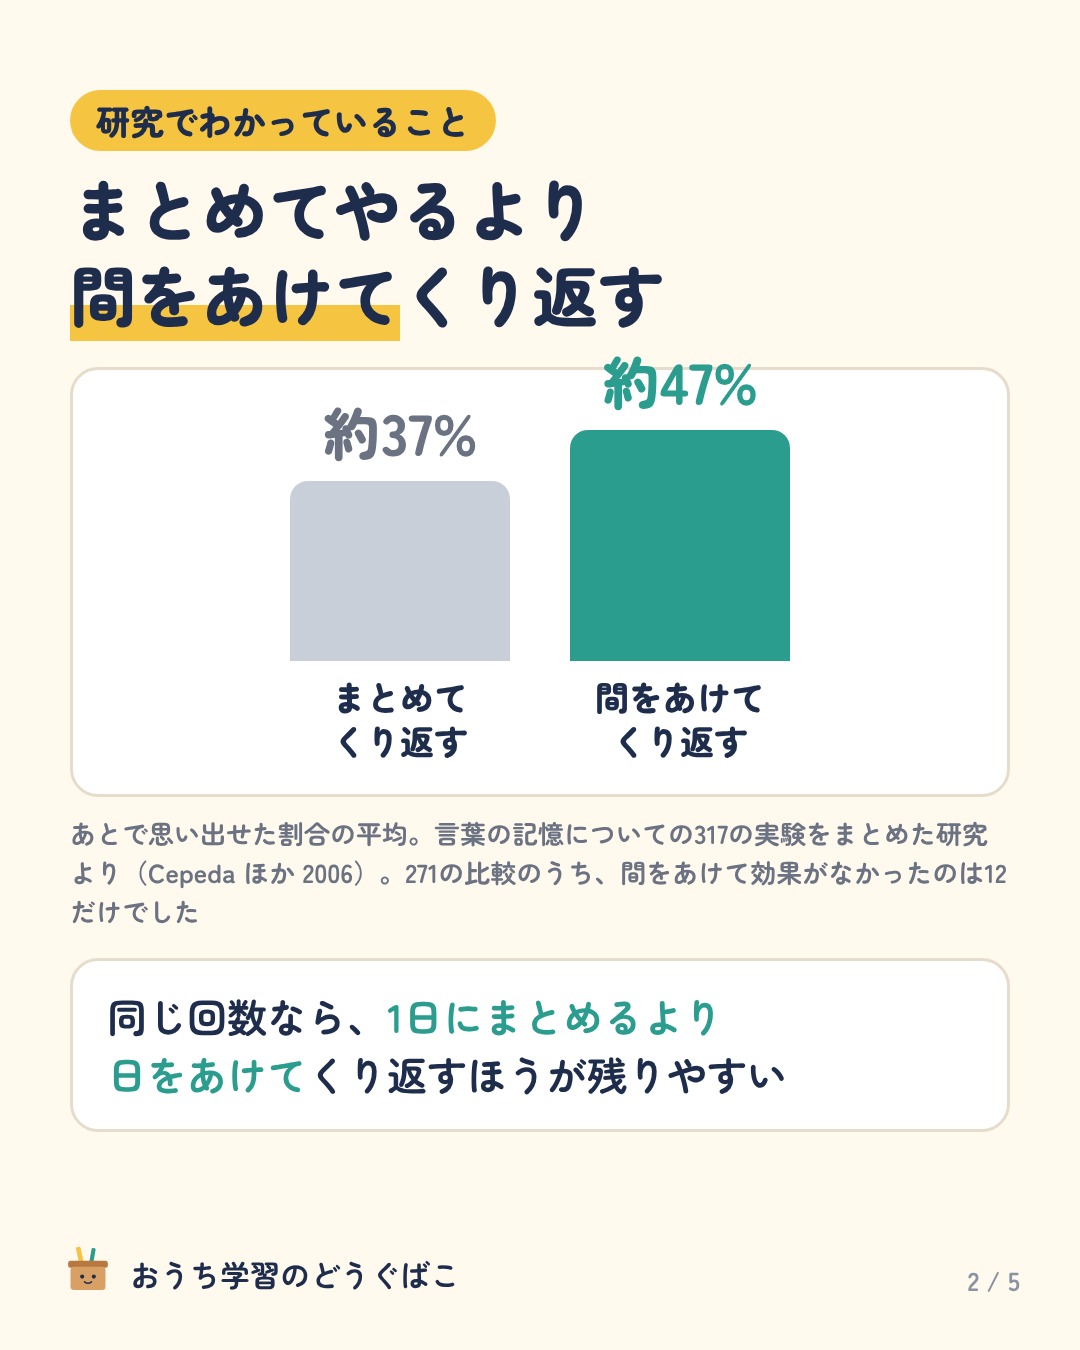 研究でわかっていること
まとめてやるより
間をあけてくり返す
約37%
約47%
まとめて
くり返す
間をあけて
くり返す
あとで思い出せた割合の平均。言葉の記憶についての317の実験をまとめた研究
より（Cepeda ほか 2006）。271の比較のうち、間をあけて効果がなかったのは12
だけでした
同じ回数なら、1日にまとめるより
日をあけてくり返すほうが残りやすい
おうち学習のどうぐばこ
2 / 5